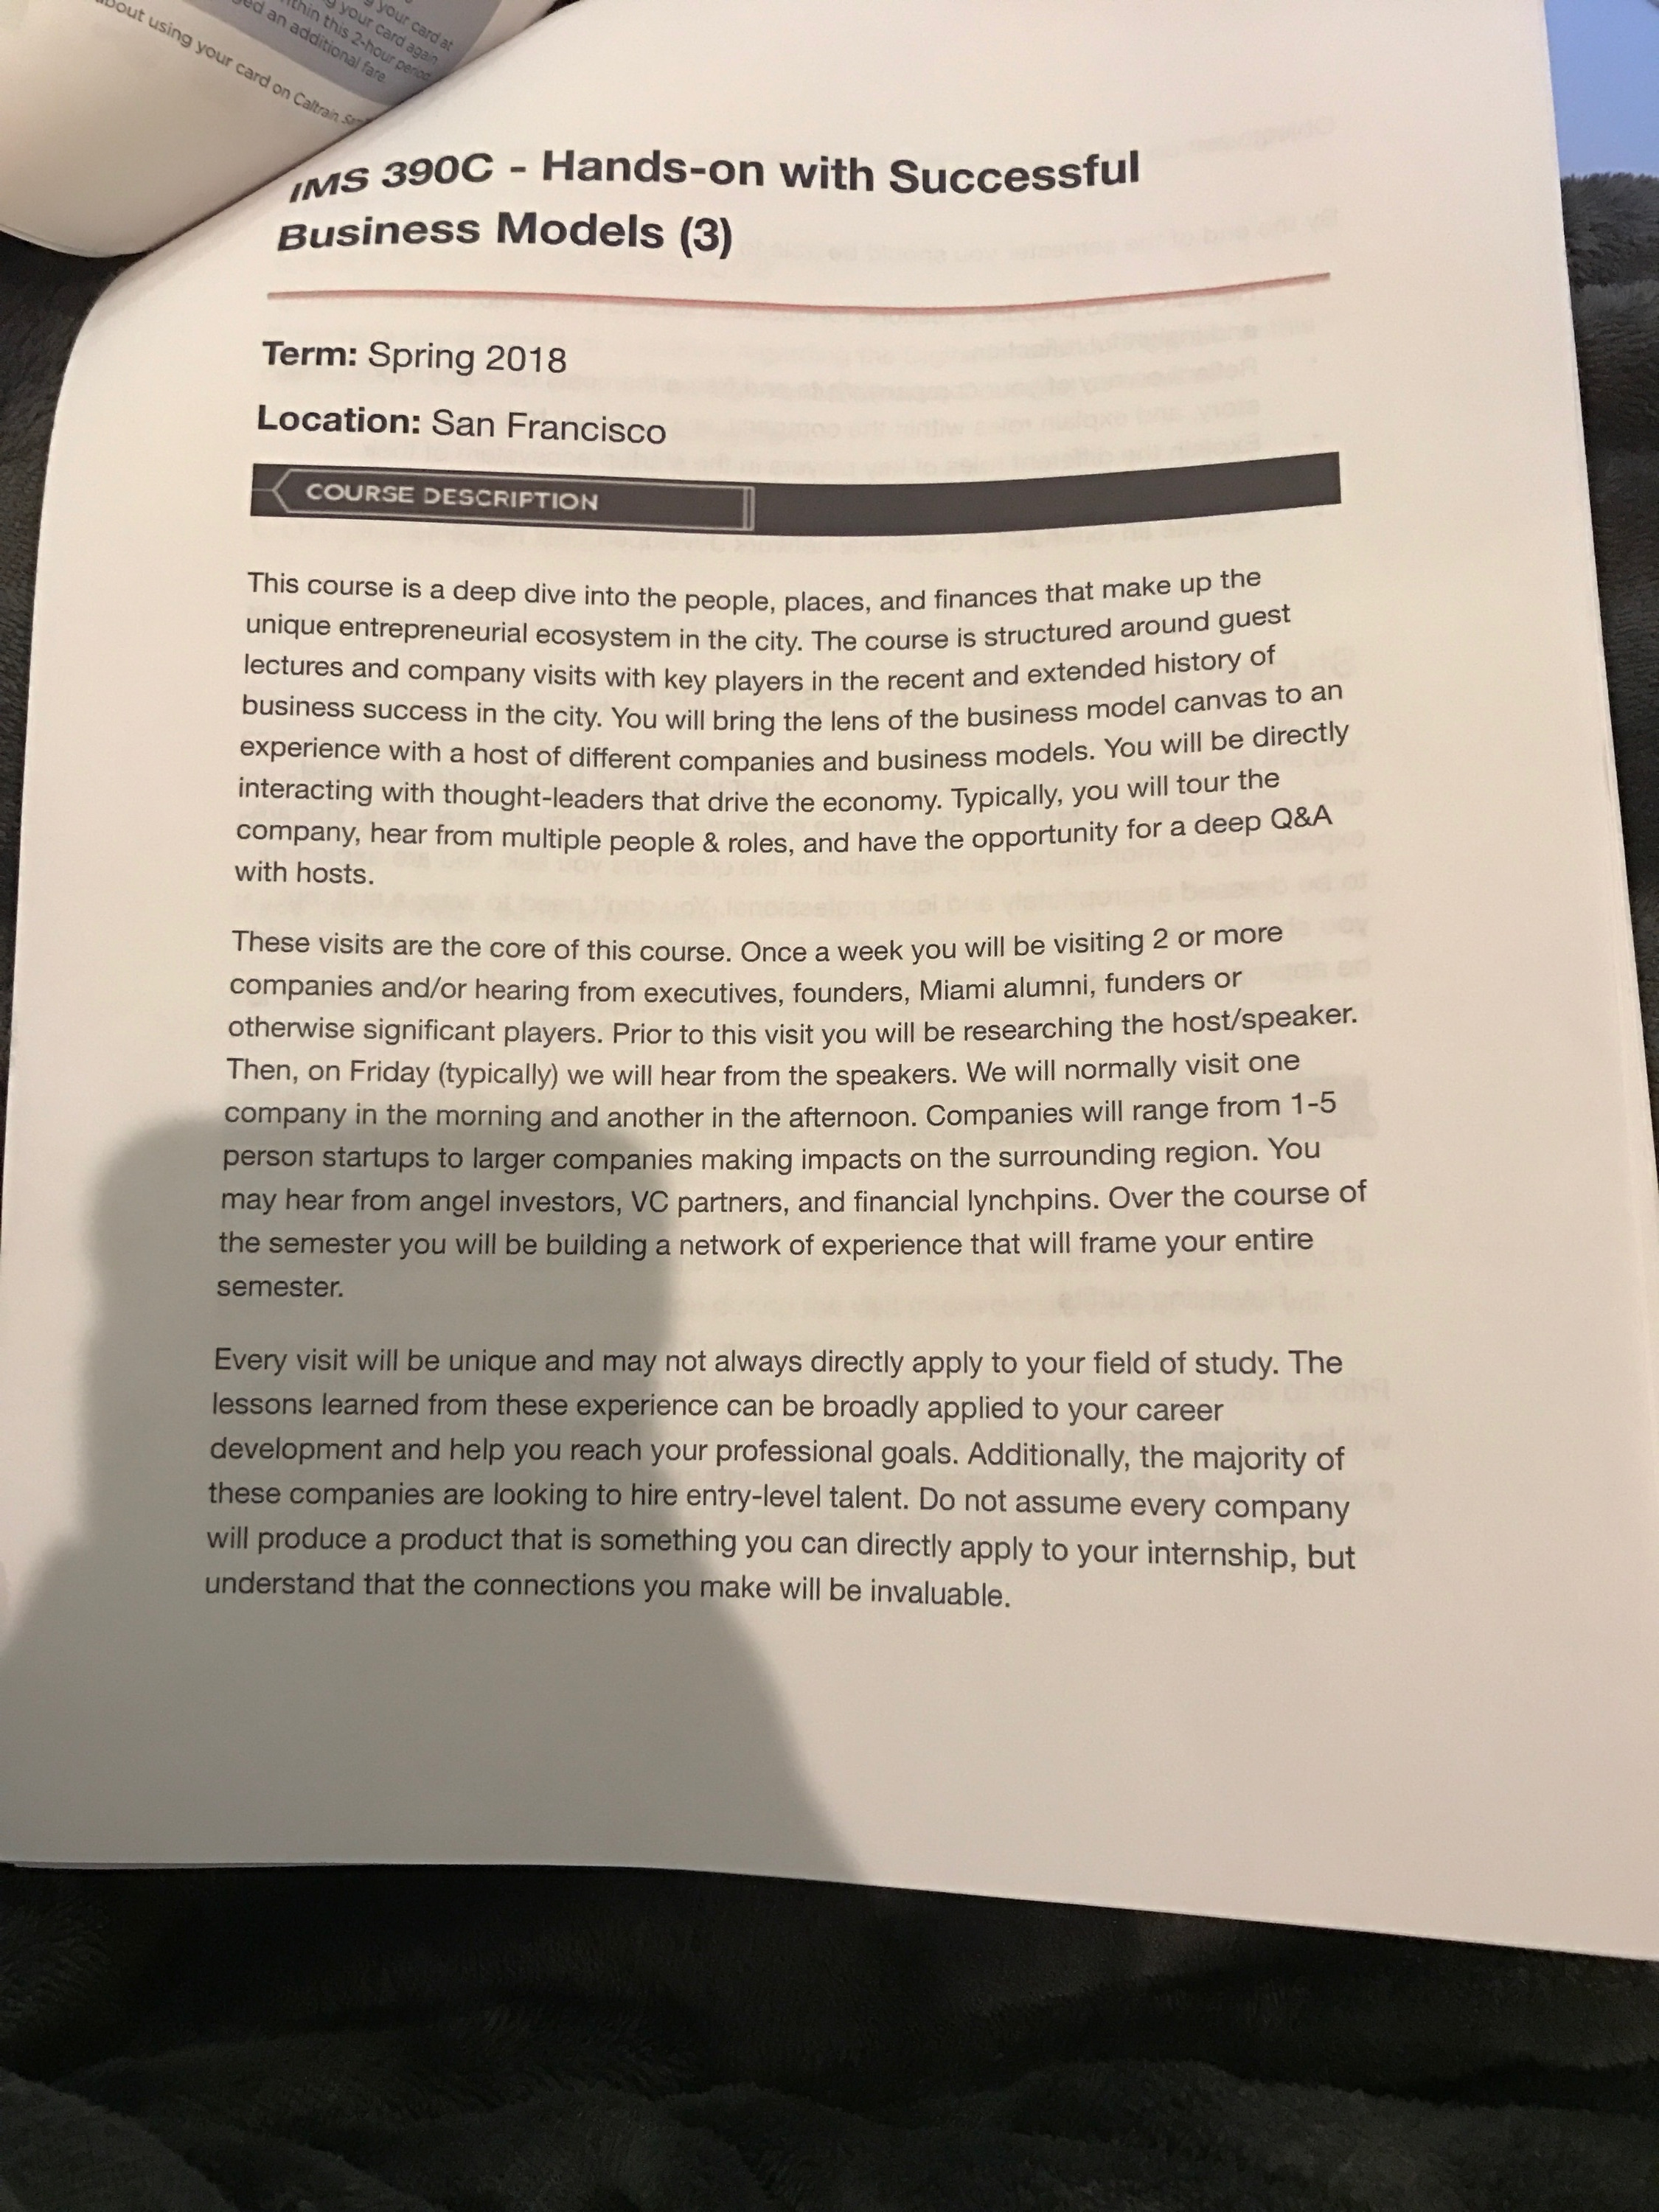 your card at
your card again
thin this 2-hour period
ed an additional fare.
bout using your card on Caltrain,
IMS 390C - Hands-on with Successful
Business Models (3)
Term: Spring 2018
Location: San Francisco
COURSE DESCRIPTION
This course is a deep dive into the people, places, and finances that make up the
unique entrepreneurial ecosystem in the city. The course is structured around guest
lectures and company visits with key players in the recent and extended history of
business success in the city. You will bring the lens of the business model canvas to an
experience with a host of different companies and business models. You will be directly
interacting with thought-leaders that drive the economy. Typically, you will tour the
company, hear from multiple people & roles, and have the opportunity for a deep Q&A
with hosts.
These visits are the core of this course. Once a week you will be visiting 2 or more
companies and/or hearing from executives, founders, Miami alumni, funders or
otherwise significant players. Prior to this visit you will be researching the host/speaker.
Then, on Friday (typically) we will hear from the speakers. We will normally visit one
company in the morning and another in the afternoon. Companies will range from 1-5
person startups to larger companies making impacts on the surrounding region. You
may hear from angel investors, VC partners, and financial lynchpins. Over the course of
the semester you will be building a network of experience that will frame your entire
semester.
Every visit will be unique and may not always directly apply to your field of study. The
lessons learned from these experience can be broadly applied to your career
development and help you reach your professional goals. Additionally, the majority of
these companies are looking to hire entry-level talent. Do not assume every company
will produce a product that is something you can directly apply to your internship, but
understand that the connections you make will be invaluable.